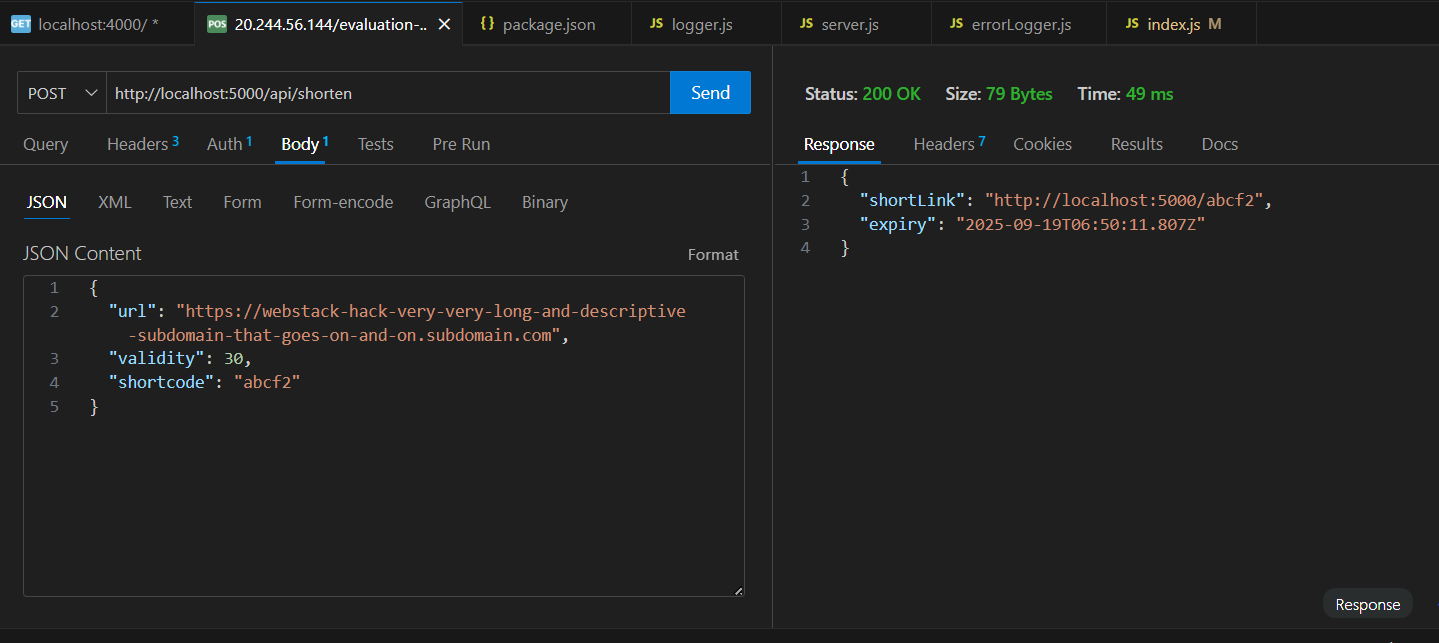 GET localhost:4000/ *
POS 20.244.56.144/evaluation-..
{} package.json
JS logger.js
JS server.js
JS errorLogger.js
JS index.js M
POST http://localhost:5000/api/shorten Send
Query Headers 3 Auth 1 Body 1 Tests Pre Run
JSON XML Text Form Form-encode GraphQL Binary
JSON Content Format
1 {
2 "url": "https://webstack-hack-very-very-long-and-descriptive
-subdomain-that-goes-on-and-on.subdomain.com",
3 "validity": 30,
4 "shortcode": "abcf2"
5 }
Status: 200 OK Size: 79 Bytes Time: 49 ms
Response Headers 7 Cookies Results Docs
1 {
2 "shortLink": "http://localhost:5000/abcf2",
3 "expiry": "2025-09-19T06:50:11.807Z"
4 }
Response